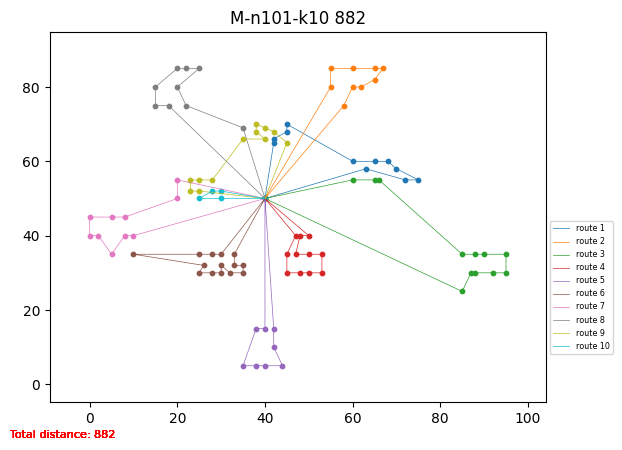 M-n101-k10 882
80
60
40
20
0
0 20 40 60 80 100
route 1
route 2
route 3
route 4
route 5
route 6
route 7
route 8
route 9
route 10
Total distance: 882